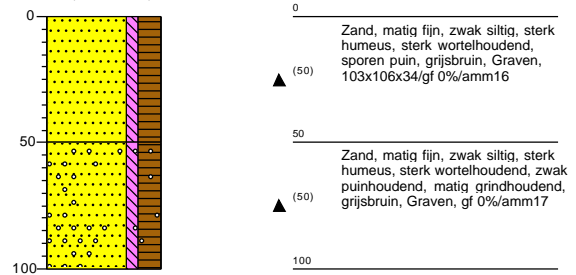 0
50
100
0
Zand, matig fijn, zwak siltig, sterk
humeus, sterk wortelhoudend,
sporen puin, grijsbruin, Graven,
103x106x34/gf 0%/amm16
(50)
50
Zand, matig fijn, zwak siltig, sterk
humeus, sterk wortelhoudend, zwak
puinhoudend, matig grindhoudend,
grijsbruin, Graven, gf 0%/amm17
(50)
100